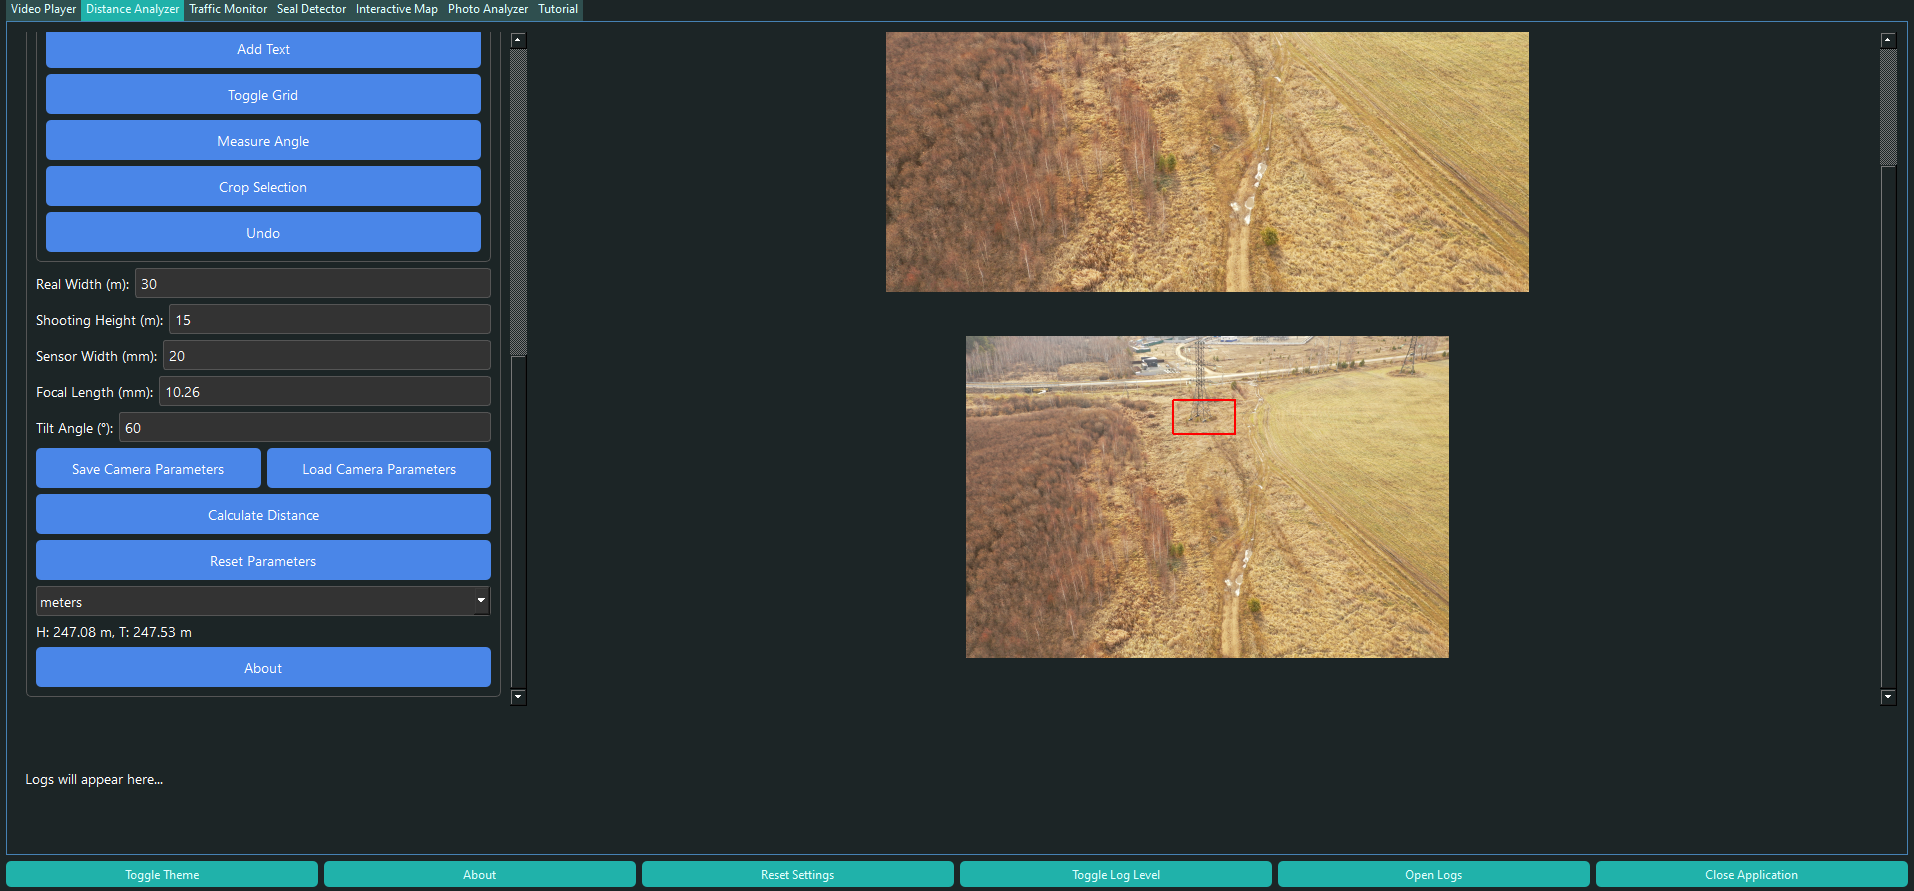 Video Player Distance Analyzer Traffic Monitor Seal Detector Interactive Map Photo Analyzer Tutorial
Add Text
Toggle Grid
Measure Angle
Crop Selection
Undo
Real Width (m): 30
Shooting Height (m): 15
Sensor Width (mm): 20
Focal Length (mm): 10.26
Tilt Angle (°): 60
Save Camera Parameters Load Camera Parameters
Calculate Distance
Reset Parameters
meters
H: 247.08 m, T: 247.53 m
About
Logs will appear here...
Toggle Theme About Reset Settings Toggle Log Level Open Logs Close Application